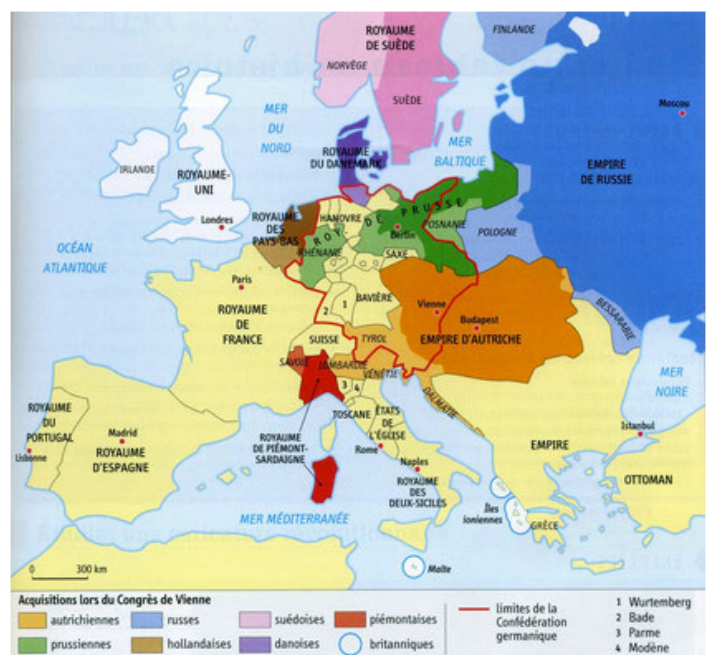 ROYAUME
DE SUÈDE
FINLANDE
NORVÈGE
SUÈDE
Moscou
MER
DU
NORD
MER
BALTIQUE
ROYAUME
DU DANEMARK
EMPIRE
DE RUSSIE
IRLANDE
ROYAUME-
UNI
Londres
ROYAUME
DES
PAYS-BAS
HANOVRE
ROY. DE PRUSSE
Berlin
POSNANIE
POLOGNE
RHÉNANIE
SAXE
OCÉAN
ATLANTIQUE
Paris
ROYAUME
DE
FRANCE
2
1
BAVIÈRE
Vienne
Budapest
EMPIRE D'AUTRICHE
BESSARABIE
SUISSE
TYROL
SAVOIE
LOMBARDIE
VÉNÉTIE
3
4
DALMATIE
MER
NOIRE
ROYAUME
DU
PORTUGAL
Lisbonne
Madrid
ROYAUME
D'ESPAGNE
ROYAUME
DE PIÉMONT-
SARDAIGNE
TOSCANE
ÉTATS
DE
L'ÉGLISE
Rome
Naples
ROYAUME
DES
DEUX-SICILES
EMPIRE
OTTOMAN
Istanbul
Îles
ioniennes
GRÈCE
MER MÉDITERRANÉE
Malte
0
300 km
Acquisitions lors du Congrès de Vienne
autrichiennes
russes
suédoises
piémontaises
prussiennes
hollandaises
danoises
britanniques
limites de la
Confédération
germanique
1 Wurtemberg
2 Bade
3 Parme
4 Modène